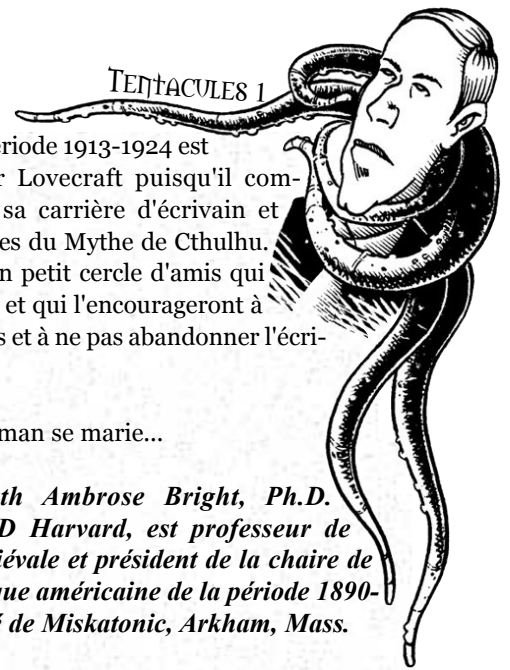 TENTACULES 1
ériode 1913-1924 est
r Lovecraft puisqu'il com-
sa carrière d'écrivain et
es du Mythe de Cthulhu.
n petit cercle d'amis qui
et qui l'encourageront à
s et à ne pas abandonner l'écri-
man se marie...
th Ambrose Bright, Ph.D.
D Harvard, est professeur de
iévale et président de la chaire de
que américaine de la période 1890-
é de Miskatonic, Arkham, Mass.